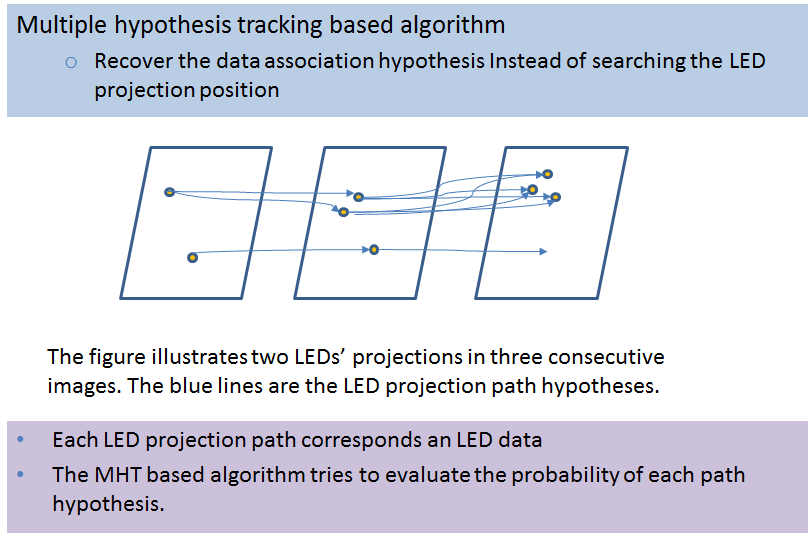 Multiple hypothesis tracking based algorithm
o Recover the data association hypothesis Instead of searching the LED
projection position
The figure illustrates two LEDs’ projections in three consecutive
images. The blue lines are the LED projection path hypotheses.
• Each LED projection path corresponds an LED data
• The MHT based algorithm tries to evaluate the probability of each path
hypothesis.